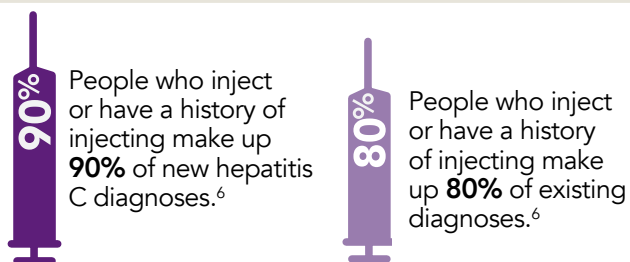 90%
People who inject
or have a history of
injecting make up
90% of new hepatitis
C diagnoses.⁶
80%
People who inject
or have a history
of injecting make
up 80% of existing
diagnoses.⁶